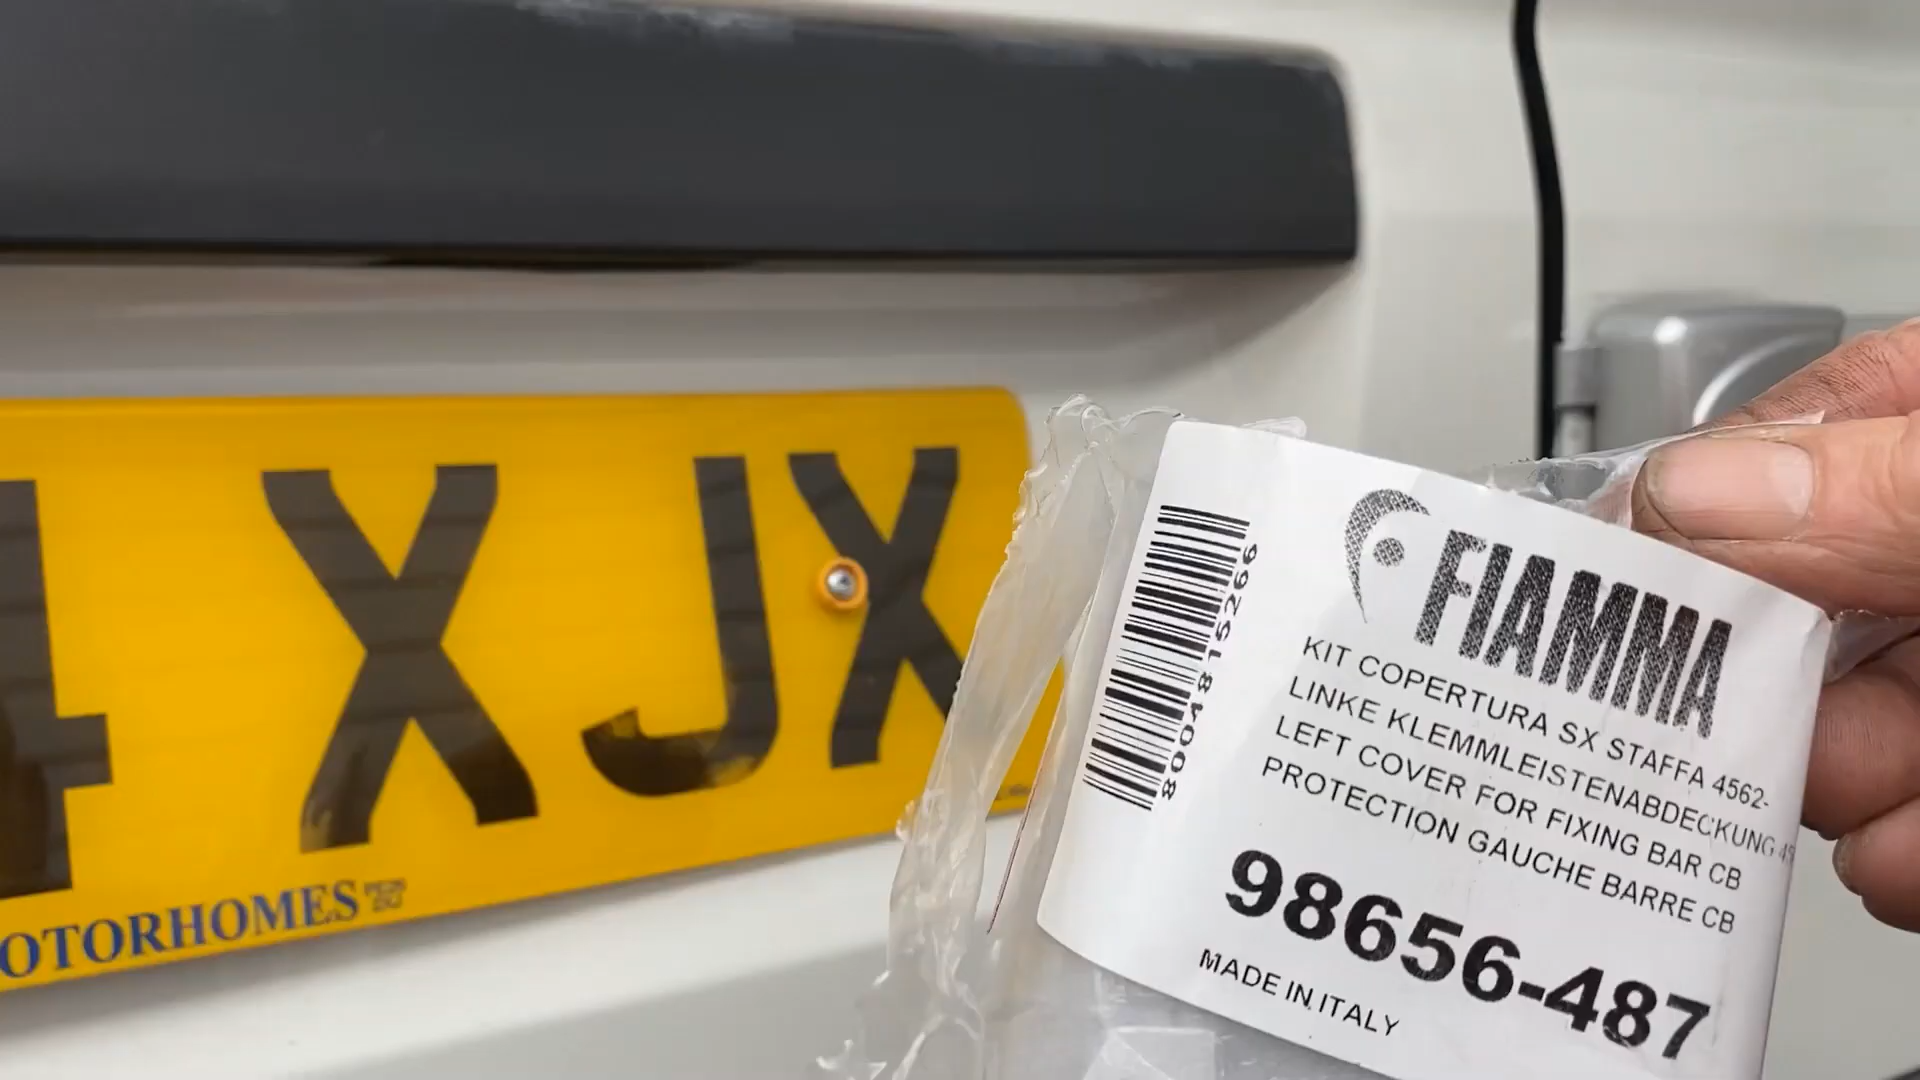 4 XJX
OTORHOMES
FIAMMA
KIT COPERTURA SX STAFFA 4562-
LINKE KLEMMLEISTENABDECKUNG 45
LEFT COVER FOR FIXING BAR CB
PROTECTION GAUCHE BARRE CB
98656-487
MADE IN ITALY
8004815266